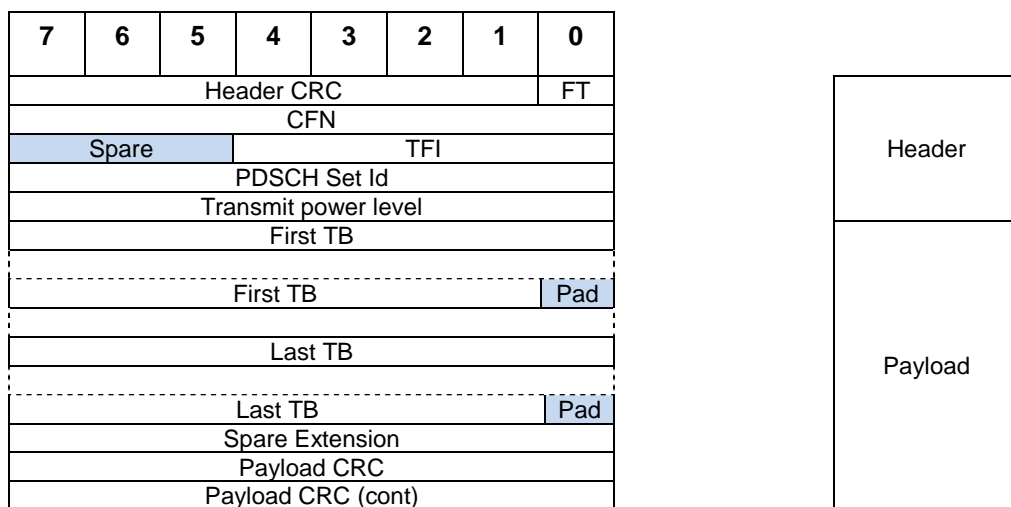 7 6 5 4 3 2 1 0
Header CRC FT
CFN
Spare TFI
Header
PDSCH Set Id
Transmit power level
First TB
First TB Pad
Last TB
Payload
Last TB Pad
Spare Extension
Payload CRC
Payload CRC (cont)